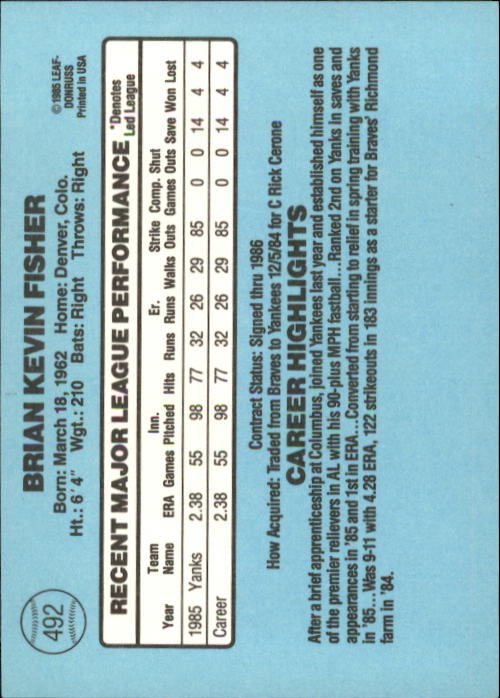 492
BRIAN KEVIN FISHER
Born: March 18, 1962 Home: Denver, Colo.
Ht.: 6'4" Wgt.: 210 Bats: Right Throws: Right
©1985 LEAF-
DONRUSS
Printed in USA
RECENT MAJOR LEAGUE PERFORMANCE
*Denotes
Led League
Team Inn. Er. Strike Comp. Shut
Year Name ERA Games Pitched Hits Runs Runs Walks Outs Games Outs Save Won Lost
1985 Yanks 2.38 55 98 77 32 26 29 85 0 0 14 4 4
Career 2.38 55 98 77 32 26 29 85 0 0 14 4 4
Contract Status: Signed thru 1986
How Acquired: Traded from Braves to Yankees 12/5/84 for C Rick Cerone
CAREER HIGHLIGHTS
After a brief apprenticeship at Columbus, joined Yankees last year and established himself as one
of the premier relievers in AL with his 90-plus MPH fastball...Ranked 2nd on Yanks in saves and
appearances in '85 and 1st in ERA...Converted from starting to relief in spring training with Yanks
in '85...Was 9-11 with 4.28 ERA, 122 strikeouts in 183 innings as a starter for Braves' Richmond
farm in '84.